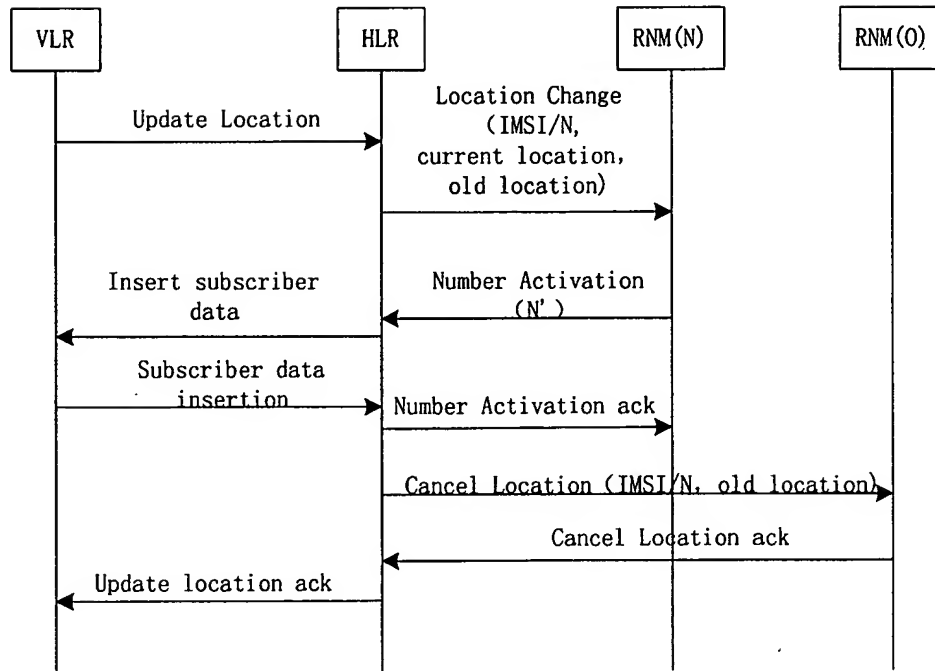 VLR
HLR
RNM(N)
RNM(O)
Update Location
Location Change
(IMSI/N,
current location,
old location)
Insert subscriber
data
Number Activation
(N')
Subscriber data
insertion
Number Activation ack
Cancel Location (IMSI/N, old location)
Cancel Location ack
Update location ack